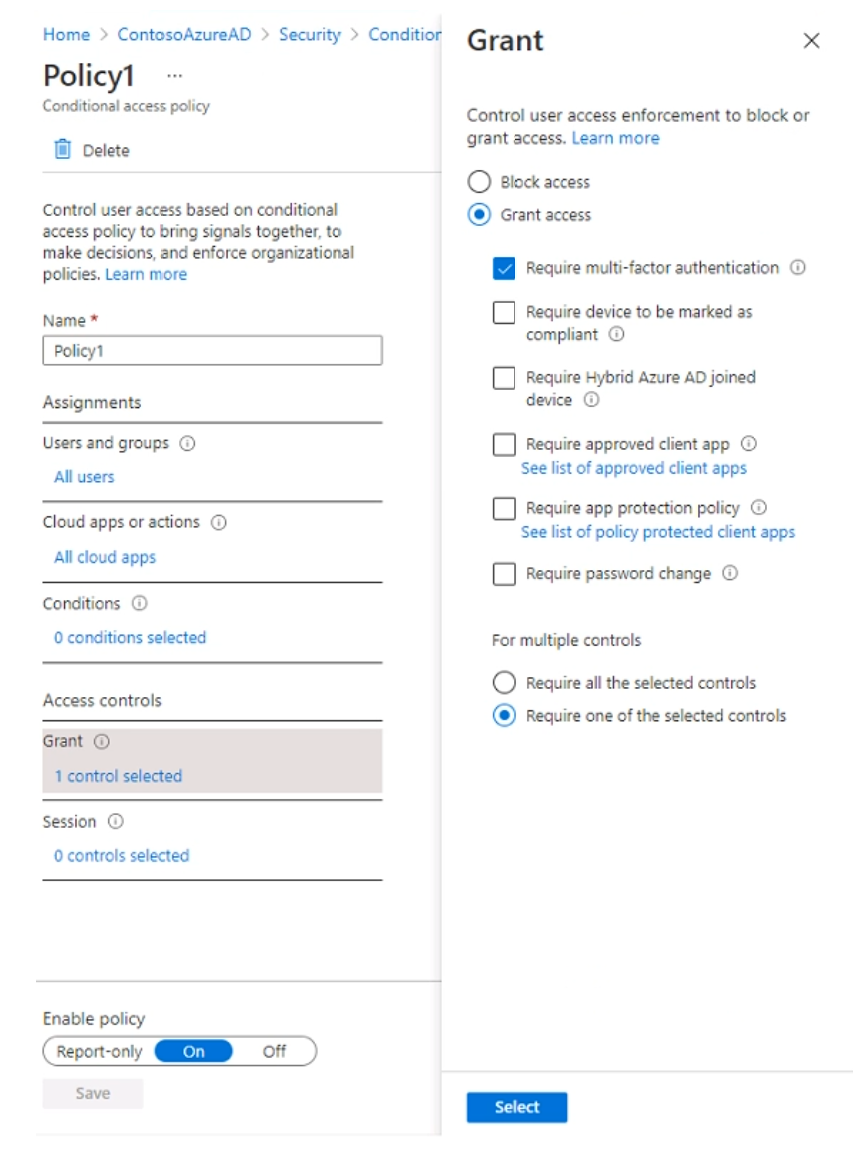 Home > ContosoAzureAD > Security > Condition
Policy1 ...
Conditional access policy
Delete
Control user access based on conditional
access policy to bring signals together, to
make decisions, and enforce organizational
policies. Learn more
Name *
Policy1
Assignments
Users and groups
All users
Cloud apps or actions
All cloud apps
Conditions
0 conditions selected
Access controls
Grant
1 control selected
Session
0 controls selected
Enable policy
Report-only On Off
Save
Grant
Control user access enforcement to block or
grant access. Learn more
Block access
Grant access
Require multi-factor authentication
Require device to be marked as
compliant
Require Hybrid Azure AD joined
device
Require approved client app
See list of approved client apps
Require app protection policy
See list of policy protected client apps
Require password change
For multiple controls
Require all the selected controls
Require one of the selected controls
Select